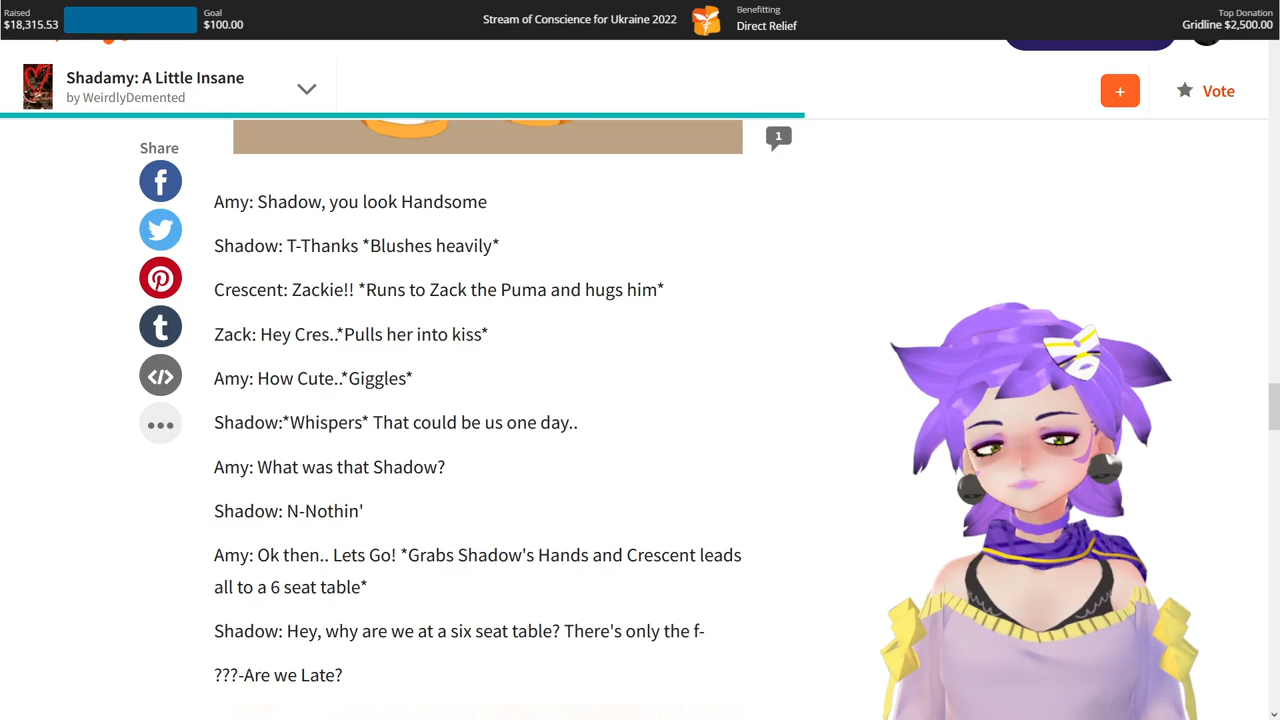 Raised
$18,315.53
Goal
$100.00
Stream of Conscience for Ukraine 2022
Benefitting
Direct Relief
Top Donation
Gridline $2,500.00
Shadamy: A Little Insane
by WeirdlyDemented
+
Vote
1
Share
Amy: Shadow, you look Handsome
Shadow: T-Thanks *Blushes heavily*
Crescent: Zackie!! *Runs to Zack the Puma and hugs him*
Zack: Hey Cres..*Pulls her into kiss*
Amy: How Cute..*Giggles*
Shadow:*Whispers* That could be us one day..
Amy: What was that Shadow?
Shadow: N-Nothin'
Amy: Ok then.. Lets Go! *Grabs Shadow's Hands and Crescent leads
all to a 6 seat table*
Shadow: Hey, why are we at a six seat table? There's only the f-
???-Are we Late?